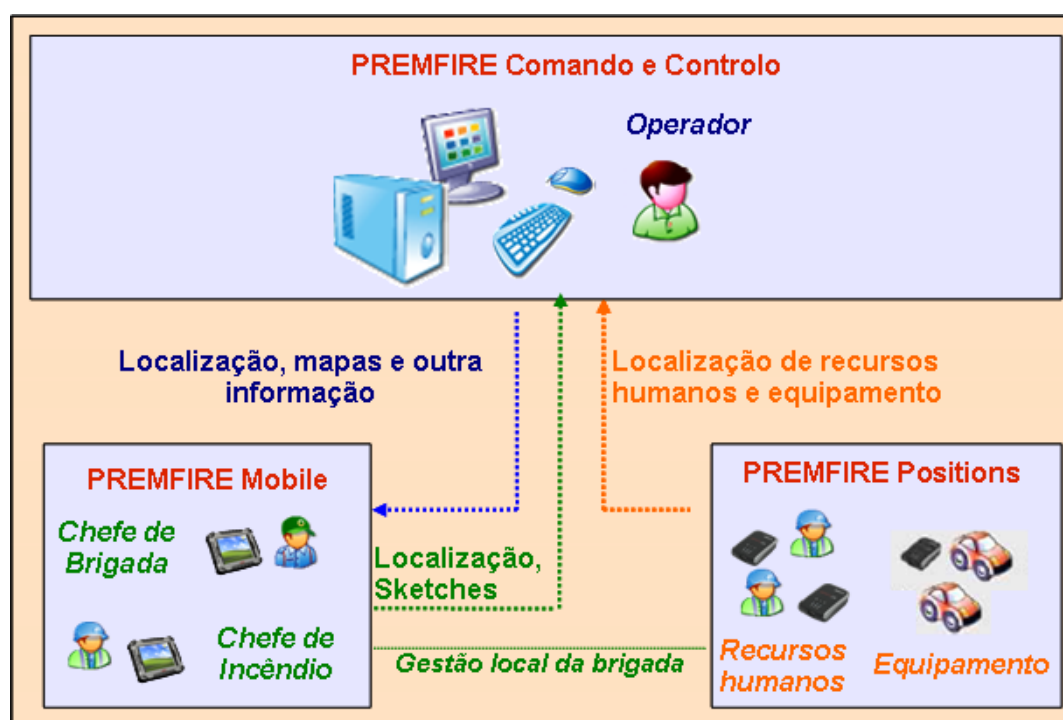 PREMFIRE Comando e Controlo
Operador
Localização, mapas e outra
informação
Localização de recursos
humanos e equipamento
PREMFIRE Mobile
Chefe de
Brigada
Chefe de
Incêndio
Localização,
Sketches
Gestão local da brigada
PREMFIRE Positions
Recursos
humanos
Equipamento